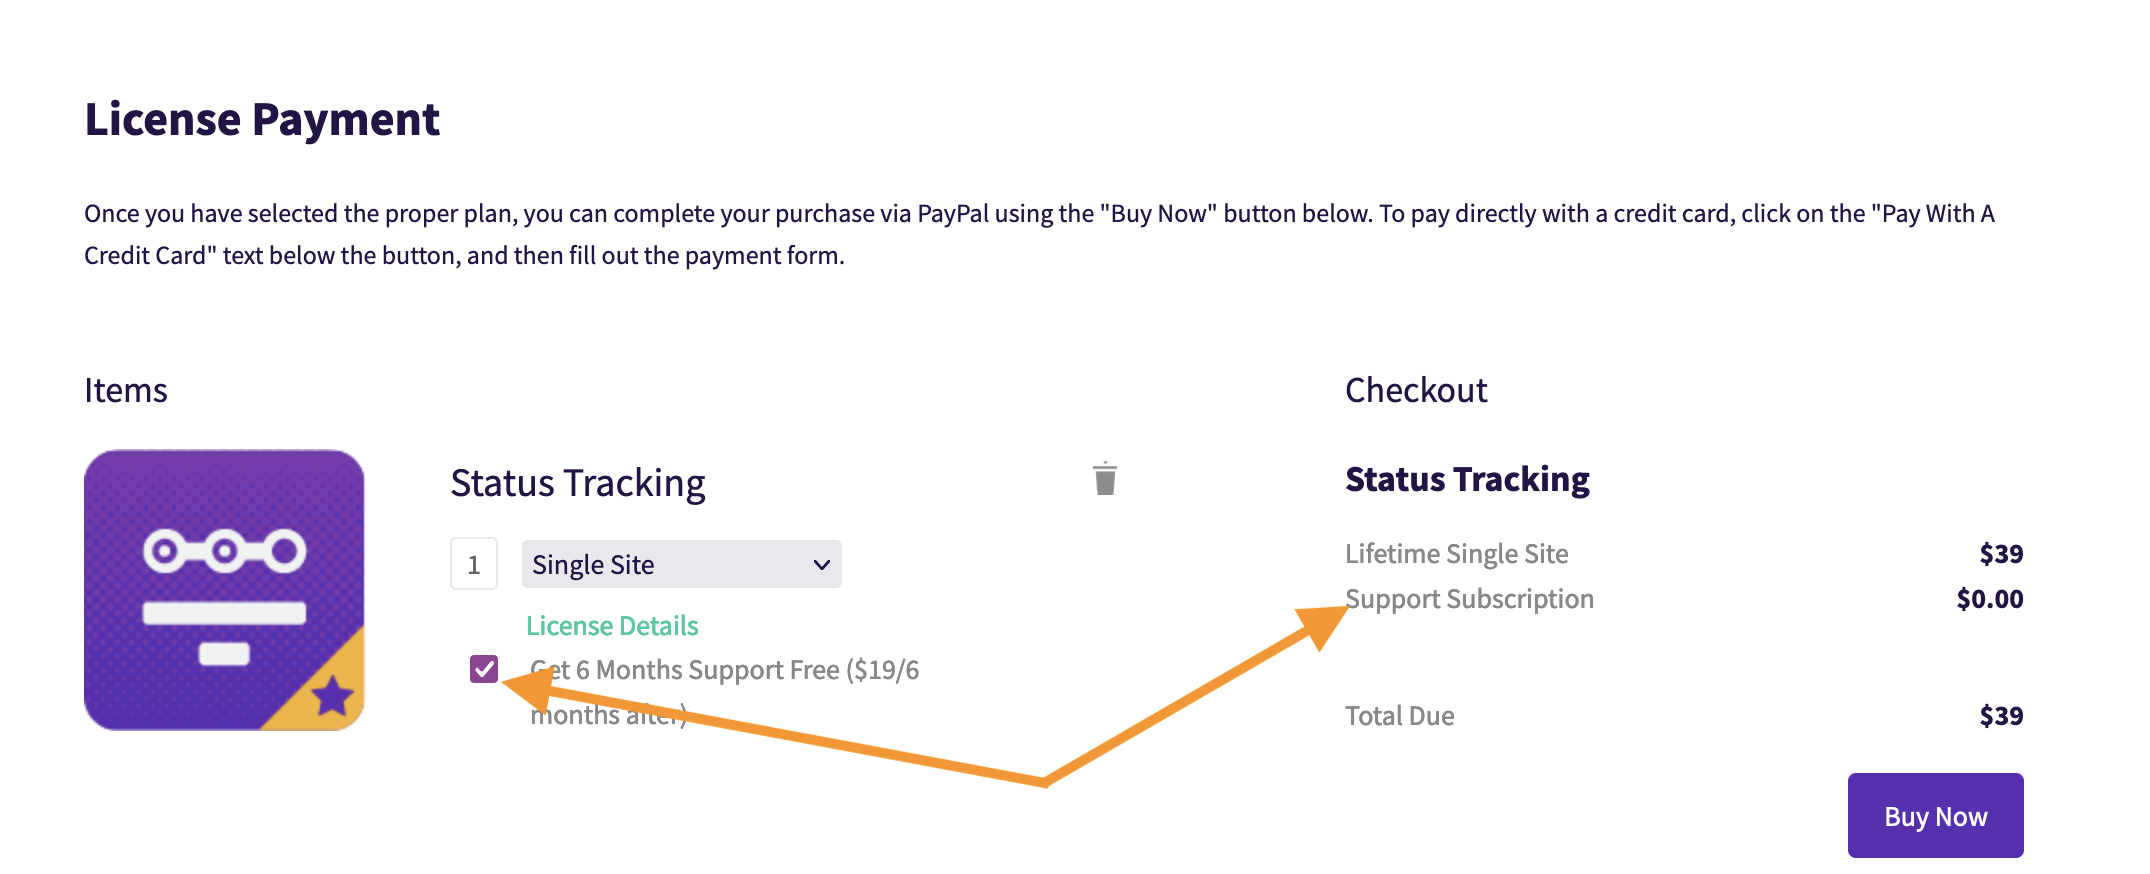 License Payment
Once you have selected the proper plan, you can complete your purchase via PayPal using the "Buy Now" button below. To pay directly with a credit card, click on the "Pay With A
Credit Card" text below the button, and then fill out the payment form.
Items
Status Tracking
1
Single Site
License Details
Get 6 Months Support Free ($19/6
months after)
Checkout
Status Tracking
Lifetime Single Site $39
Support Subscription $0.00
Total Due $39
Buy Now